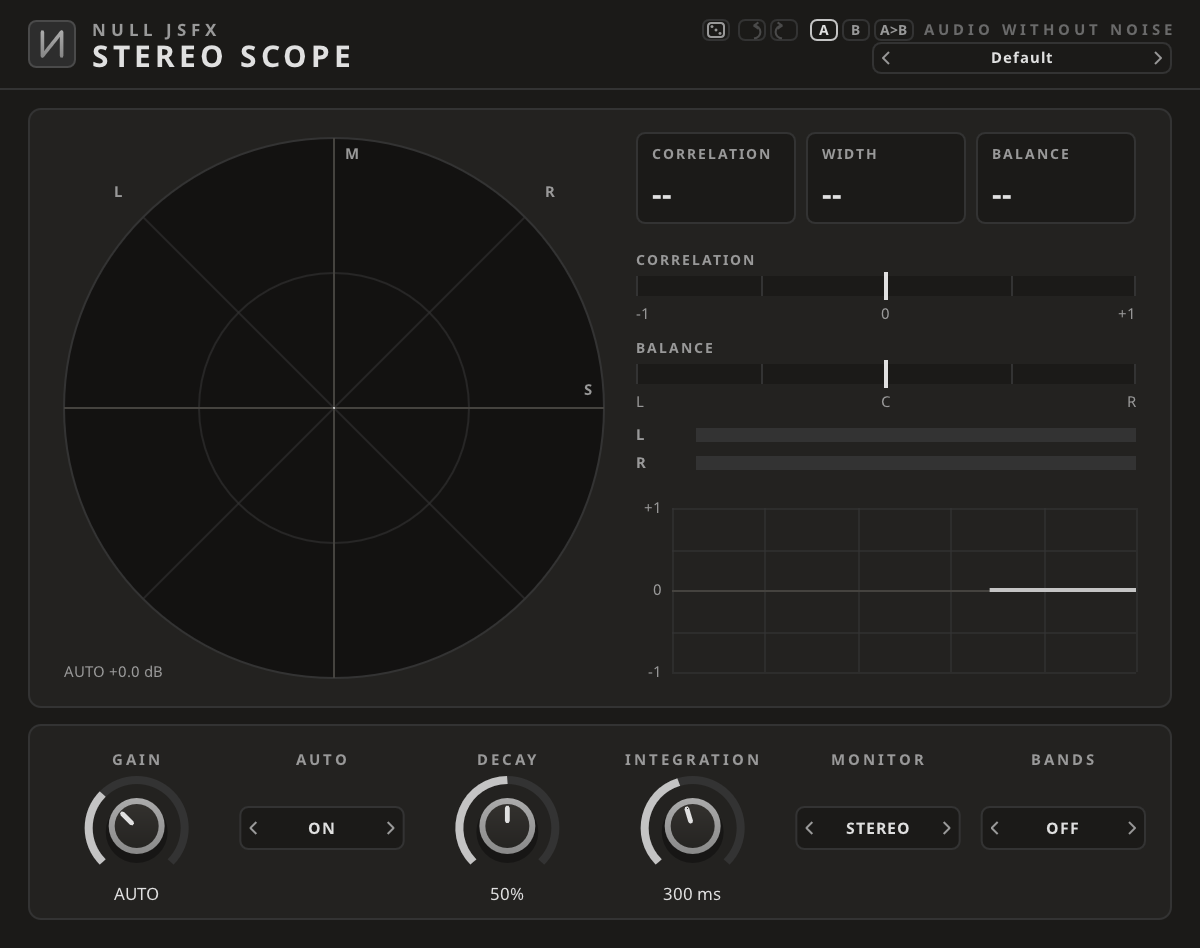 NULL JSFX
STEREO SCOPE
A B A>B AUDIO WITHOUT NOISE
Default
M
L R
S
AUTO +0.0 dB
CORRELATION WIDTH BALANCE
-- -- --
CORRELATION
-1 0 +1
BALANCE
L C R
L
R
+1
0
-1
GAIN AUTO DECAY INTEGRATION MONITOR BANDS
ON STEREO OFF
AUTO 50% 300 ms